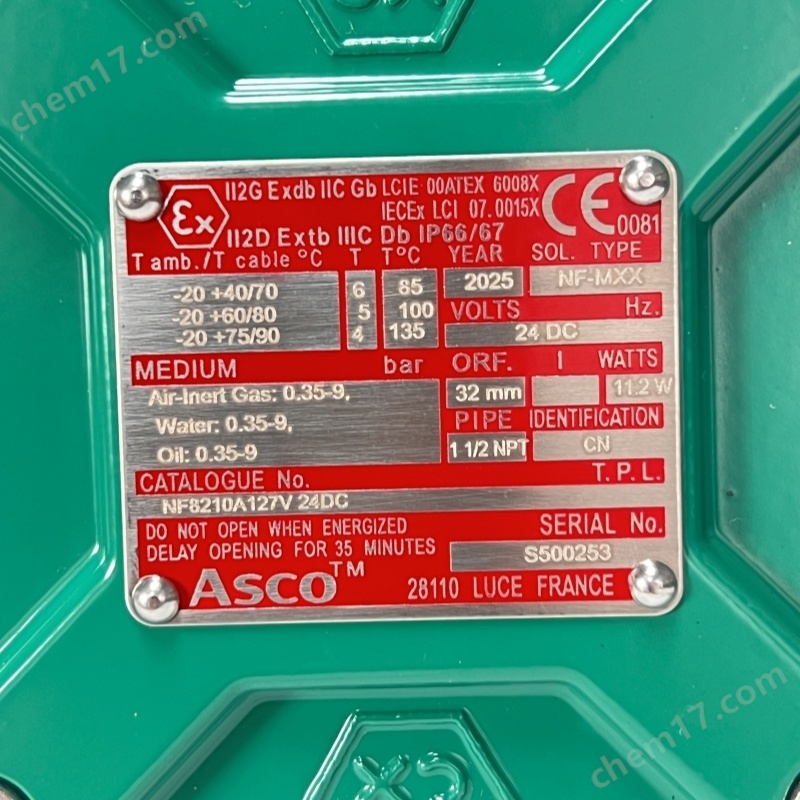 chem17.com
Ex
II2G Exdb IIC Gb LCIE 00ATEX 6008X
IECEx LCI 07.0015X
CE 0081
II2D Extb IIIC Db IP66/67
T amb./T cable °C T T°C YEAR SOL. TYPE
-20 +40/70 6 85 2025 NF-MXX
-20 +60/80 5 100 VOLTS Hz.
-20 +75/90 4 135 24 DC
MEDIUM bar ORF. I WATTS
Air-Inert Gas: 0.35-9, 32 mm 11.2 W
Water: 0.35-9, PIPE IDENTIFICATION
Oil: 0.35-9 1 1/2 NPT CN
CATALOGUE No. T.P.L.
NF8210A127V 24DC
DO NOT OPEN WHEN ENERGIZED SERIAL No.
DELAY OPENING FOR 35 MINUTES S500253
ASCO™ 28110 LUCE FRANCE
chem17.com